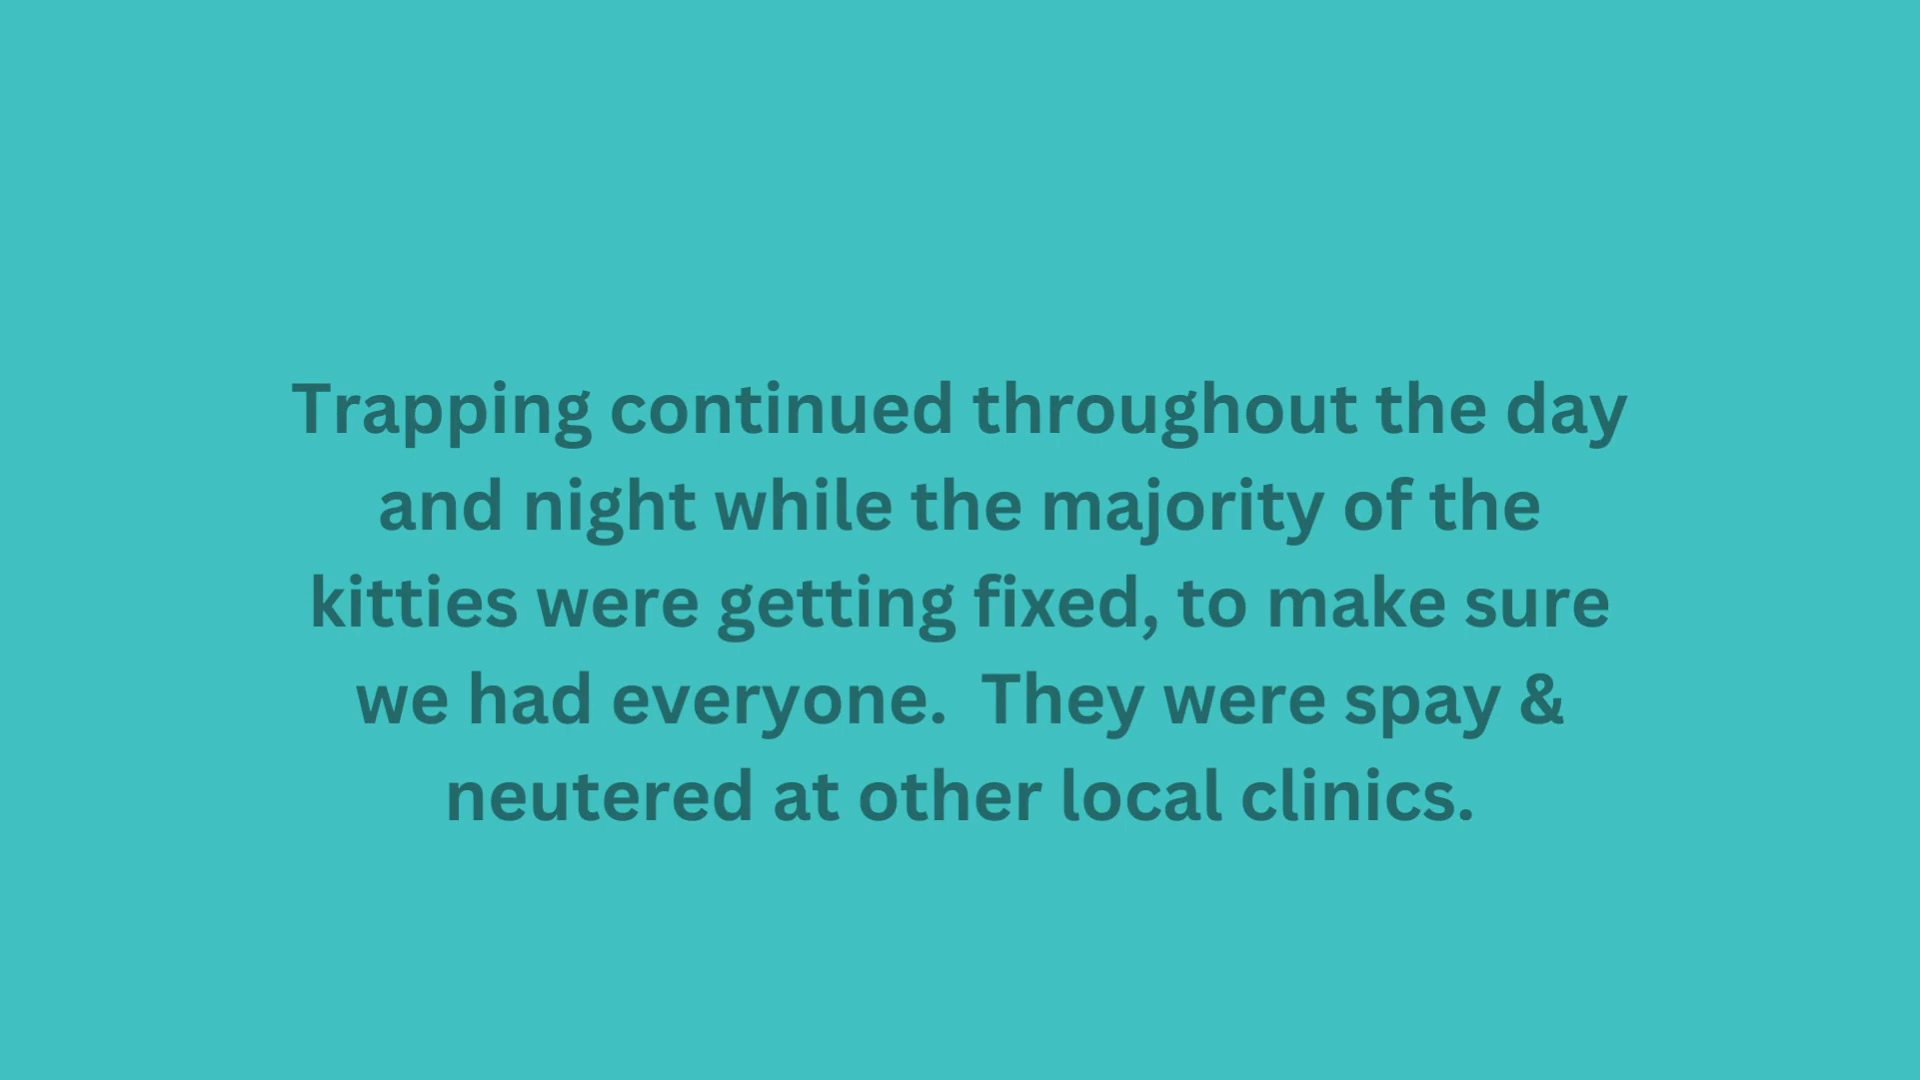 Trapping continued throughout the day
and night while the majority of the
kitties were getting fixed, to make sure
we had everyone.  They were spay &
neutered at other local clinics.